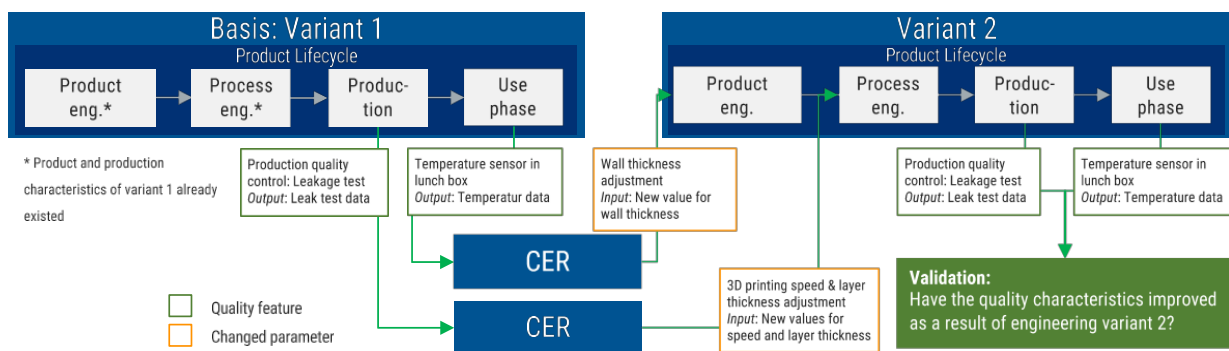 Basis: Variant 1
Product Lifecycle
Product
eng.*
Process
eng.*
Produc-
tion
Use
phase
Variant 2
Product Lifecycle
Product
eng.
Process
eng.
Produc-
tion
Use
phase
* Product and production
characteristics of variant 1 already
existed
Production quality
control: Leakage test
Output: Leak test data
Temperature sensor in
lunch box
Output: Temperatur data
Wall thickness
adjustment
Input: New value for
wall thickness
Production quality
control: Leakage test
Output: Leak test data
Temperature sensor in
lunch box
Output: Temperature data
CER
CER
3D printing speed & layer
thickness adjustment
Input: New values for
speed and layer thickness
Validation:
Have the quality characteristics improved
as a result of engineering variant 2?
Quality feature
Changed parameter